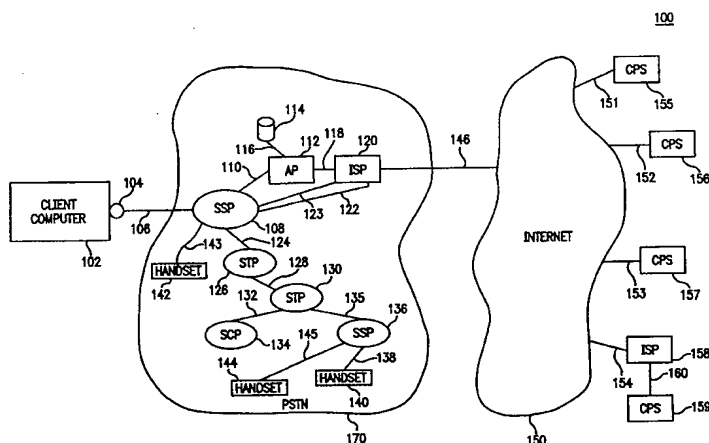 100
CPS
151
155
114
116
112
118
120
110
AP
ISP
146
CPS
152
156
CLIENT
COMPUTER
104
106
102
SSP
123
122
108
143
124
HANDSET
142
STP
126
128
130
STP
INTERNET
CPS
153
157
132
135
136
SCP
134
145
SSP
138
144
HANDSET
HANDSET
140
PSTN
170
150
154
ISP
158
160
CPS
159